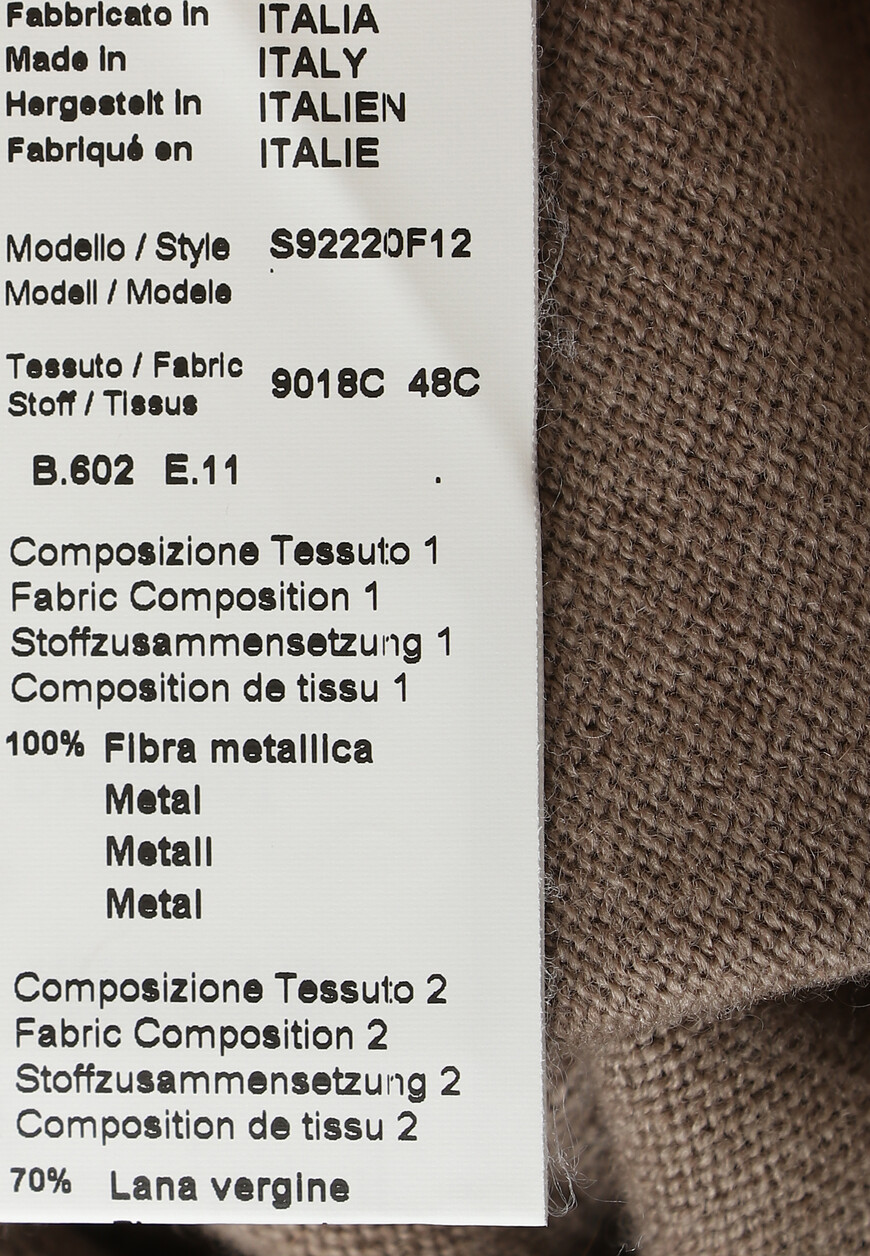 Fabbricato in ITALIA
Made in ITALY
Hergestelt in ITALIEN
Fabriqué en ITALIE
Modello / Style S92220F12
Modell / Modele
Tessuto / Fabric 9018C 48C
Stoff / Tissus
B.602 E.11
Composizione Tessuto 1
Fabric Composition 1
Stoffzusammensetzung 1
Composition de tissu 1
100% Fibra metallica
Metal
Metall
Metal
Composizione Tessuto 2
Fabric Composition 2
Stoffzusammensetzung 2
Composition de tissu 2
70% Lana vergine